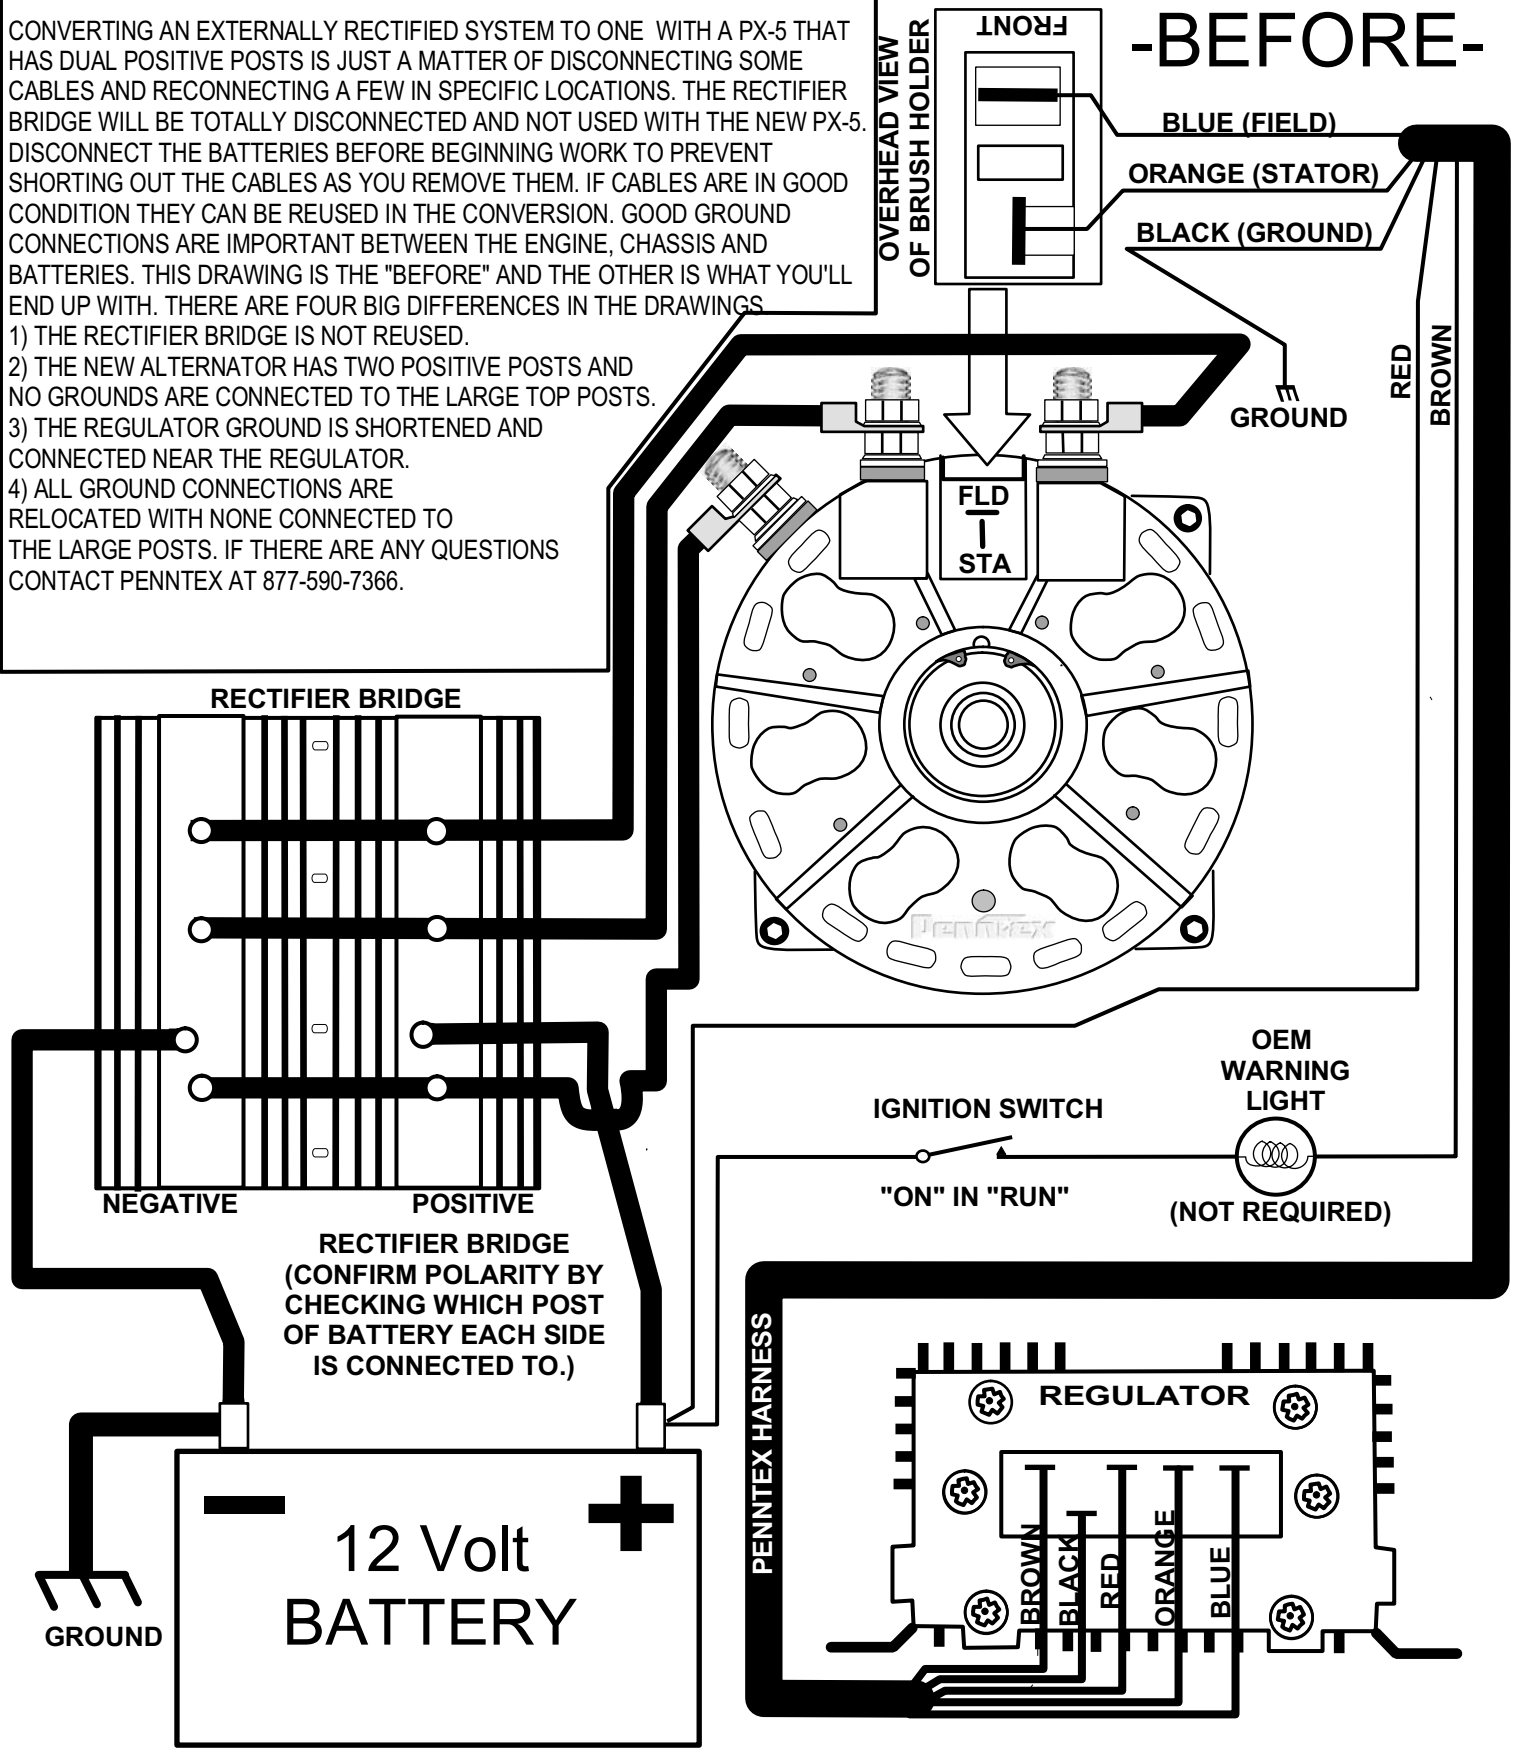 CONVERTING AN EXTERNALLY RECTIFIED SYSTEM TO ONE WITH A PX-5 THAT
HAS DUAL POSITIVE POSTS IS JUST A MATTER OF DISCONNECTING SOME
CABLES AND RECONNECTING A FEW IN SPECIFIC LOCATIONS. THE RECTIFIER
BRIDGE WILL BE TOTALLY DISCONNECTED AND NOT USED WITH THE NEW PX-5.
DISCONNECT THE BATTERIES BEFORE BEGINNING WORK TO PREVENT
SHORTING OUT THE CABLES AS YOU REMOVE THEM. IF CABLES ARE IN GOOD
CONDITION THEY CAN BE REUSED IN THE CONVERSION. GOOD GROUND
CONNECTIONS ARE IMPORTANT BETWEEN THE ENGINE, CHASSIS AND
BATTERIES. THIS DRAWING IS THE "BEFORE" AND THE OTHER IS WHAT YOU'LL
END UP WITH. THERE ARE FOUR BIG DIFFERENCES IN THE DRAWINGS
1) THE RECTIFIER BRIDGE IS NOT REUSED.
2) THE NEW ALTERNATOR HAS TWO POSITIVE POSTS AND
NO GROUNDS ARE CONNECTED TO THE LARGE TOP POSTS.
3) THE REGULATOR GROUND IS SHORTENED AND
CONNECTED NEAR THE REGULATOR.
4) ALL GROUND CONNECTIONS ARE
RELOCATED WITH NONE CONNECTED TO
THE LARGE POSTS. IF THERE ARE ANY QUESTIONS
CONTACT PENNTEX AT 877-590-7366.
OVERHEAD VIEW
OF BRUSH HOLDER
FRONT
-BEFORE-
BLUE (FIELD)
ORANGE (STATOR)
BLACK (GROUND)
GROUND
RED
BROWN
FLD
STA
PennTex
RECTIFIER BRIDGE
NEGATIVE
POSITIVE
RECTIFIER BRIDGE
(CONFIRM POLARITY BY
CHECKING WHICH POST
OF BATTERY EACH SIDE
IS CONNECTED TO.)
IGNITION SWITCH
"ON" IN "RUN"
OEM
WARNING
LIGHT
(NOT REQUIRED)
PENNTEX HARNESS
REGULATOR
BROWN
BLACK
RED
ORANGE
BLUE
12 Volt
BATTERY
GROUND